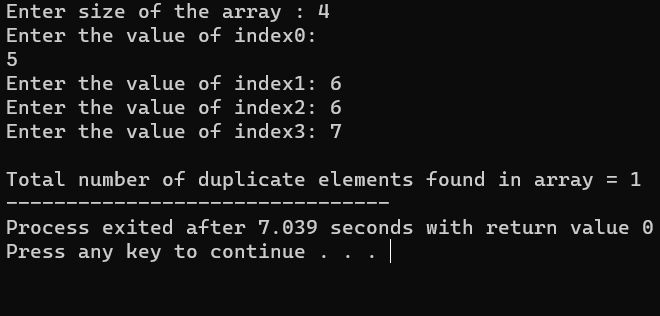 Enter size of the array : 4
Enter the value of index0:
5
Enter the value of index1: 6
Enter the value of index2: 6
Enter the value of index3: 7

Total number of duplicate elements found in array = 1
--------------------------------
Process exited after 7.039 seconds with return value 0
Press any key to continue . . .